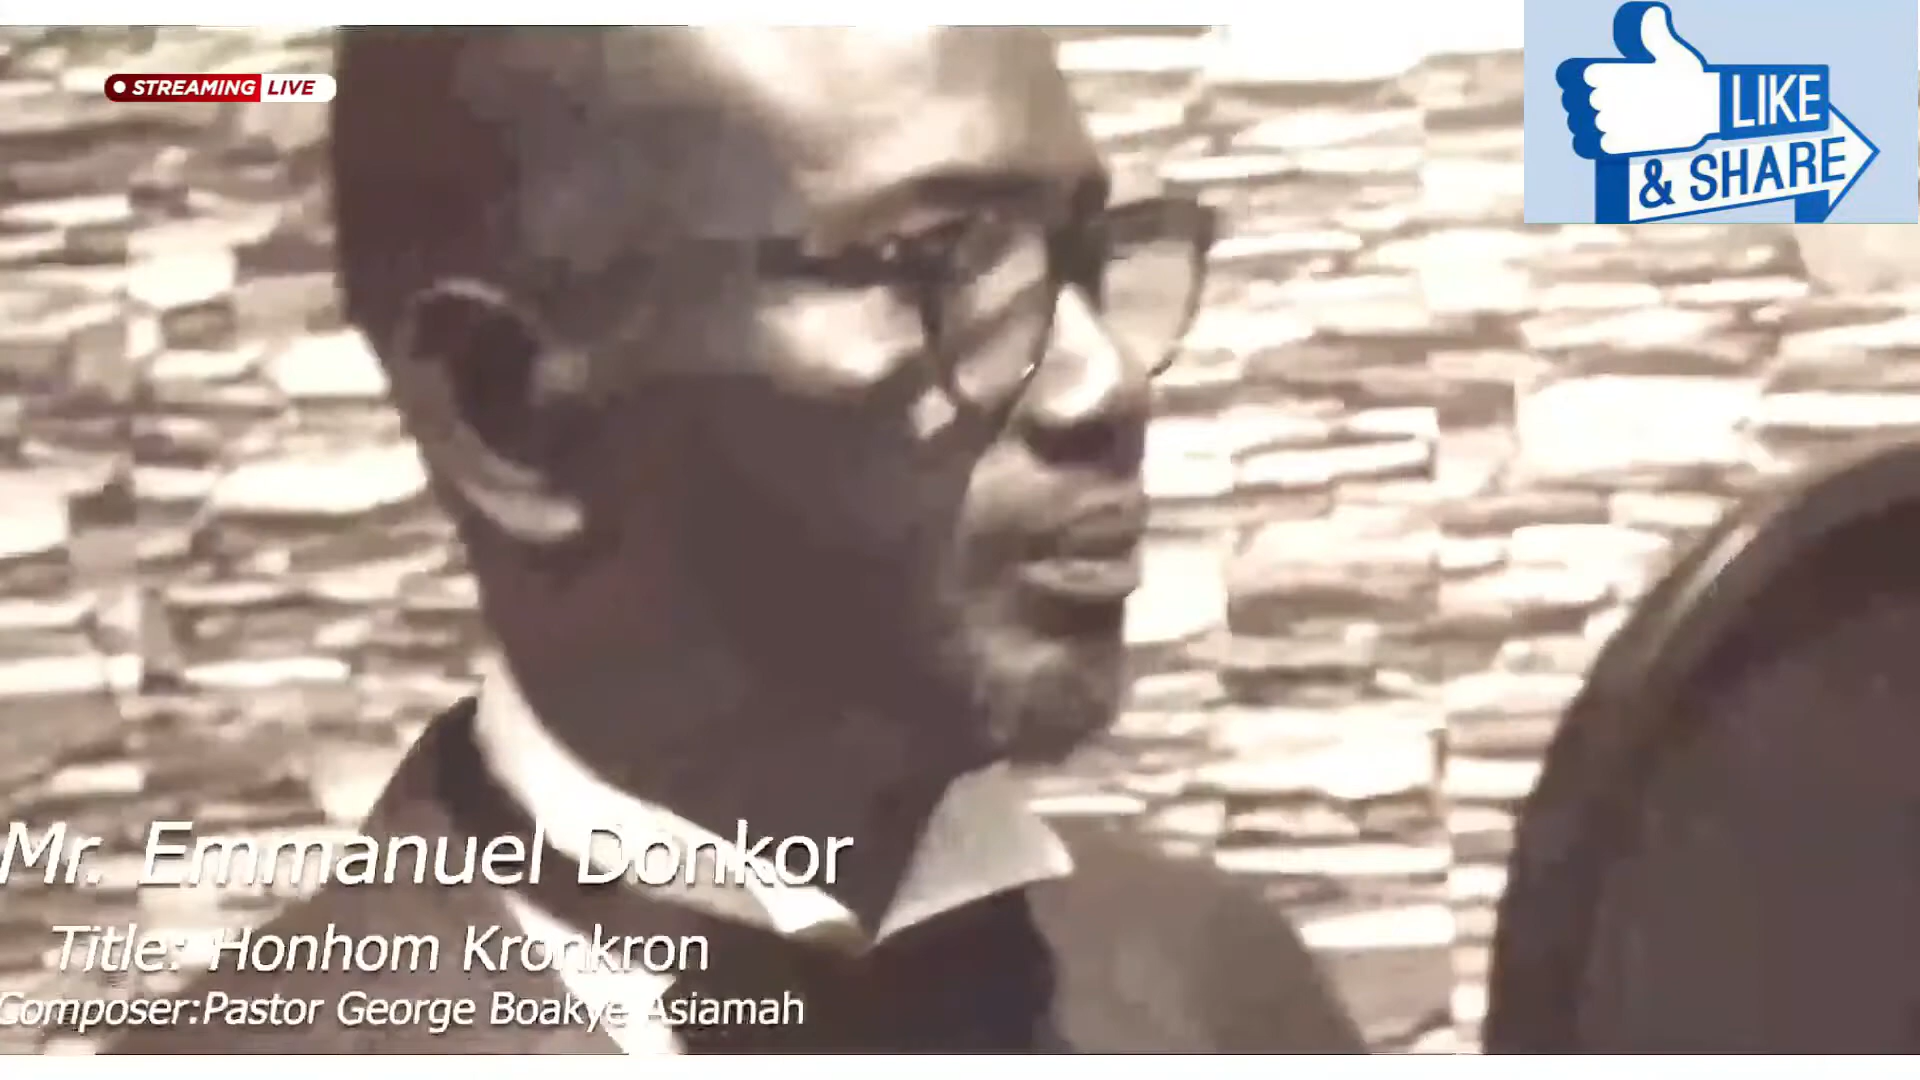 STREAMING LIVE
LIKE
& SHARE
Mr. Emmanuel Donkor
Title: Honhom Kronkron
Composer:Pastor George Boakye Asiamah